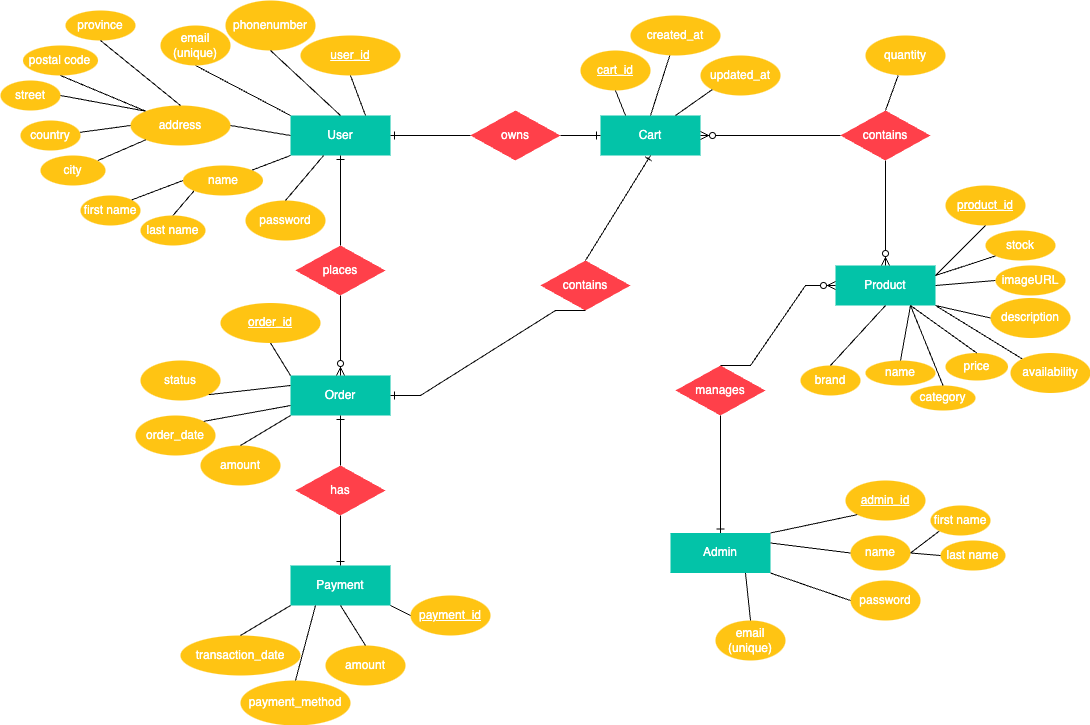 province
phonenumber
email
(unique)
user_id
created_at
quantity
postal code
cart_id
updated_at
street
address
country
User
owns
Cart
contains
city
name
first name
last name
password
product_id
stock
places
contains
Product
imageURL
description
order_id
status
manages
brand
name
price
availability
category
Order
order_date
amount
has
admin_id
first name
Admin
name
last name
Payment
password
payment_id
email
(unique)
transaction_date
amount
payment_method